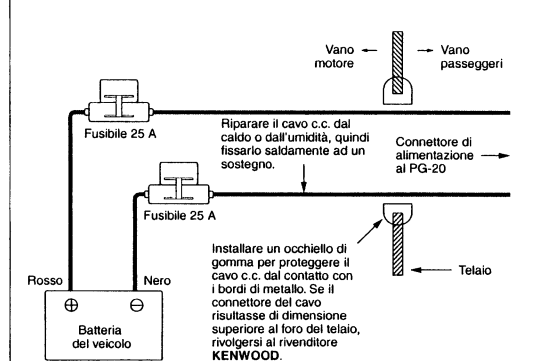 Vano
motore
Vano
passeggeri
Fusibile 25 A
Riparare il cavo c.c. dal
caldo o dall'umidità, quindi
fissarlo saldamente ad un
sostegno.
Connettore di
alimentazione
al PG-20
Fusibile 25 A
Installare un occhiello di
gomma per proteggere il
cavo c.c. dal contatto con
i bordi di metallo. Se il
connettore del cavo
risultasse di dimensione
superiore al foro del telaio,
rivolgersi al rivenditore
KENWOOD.
Telaio
Rosso
Nero
⊕
⊖
Batteria
del veicolo